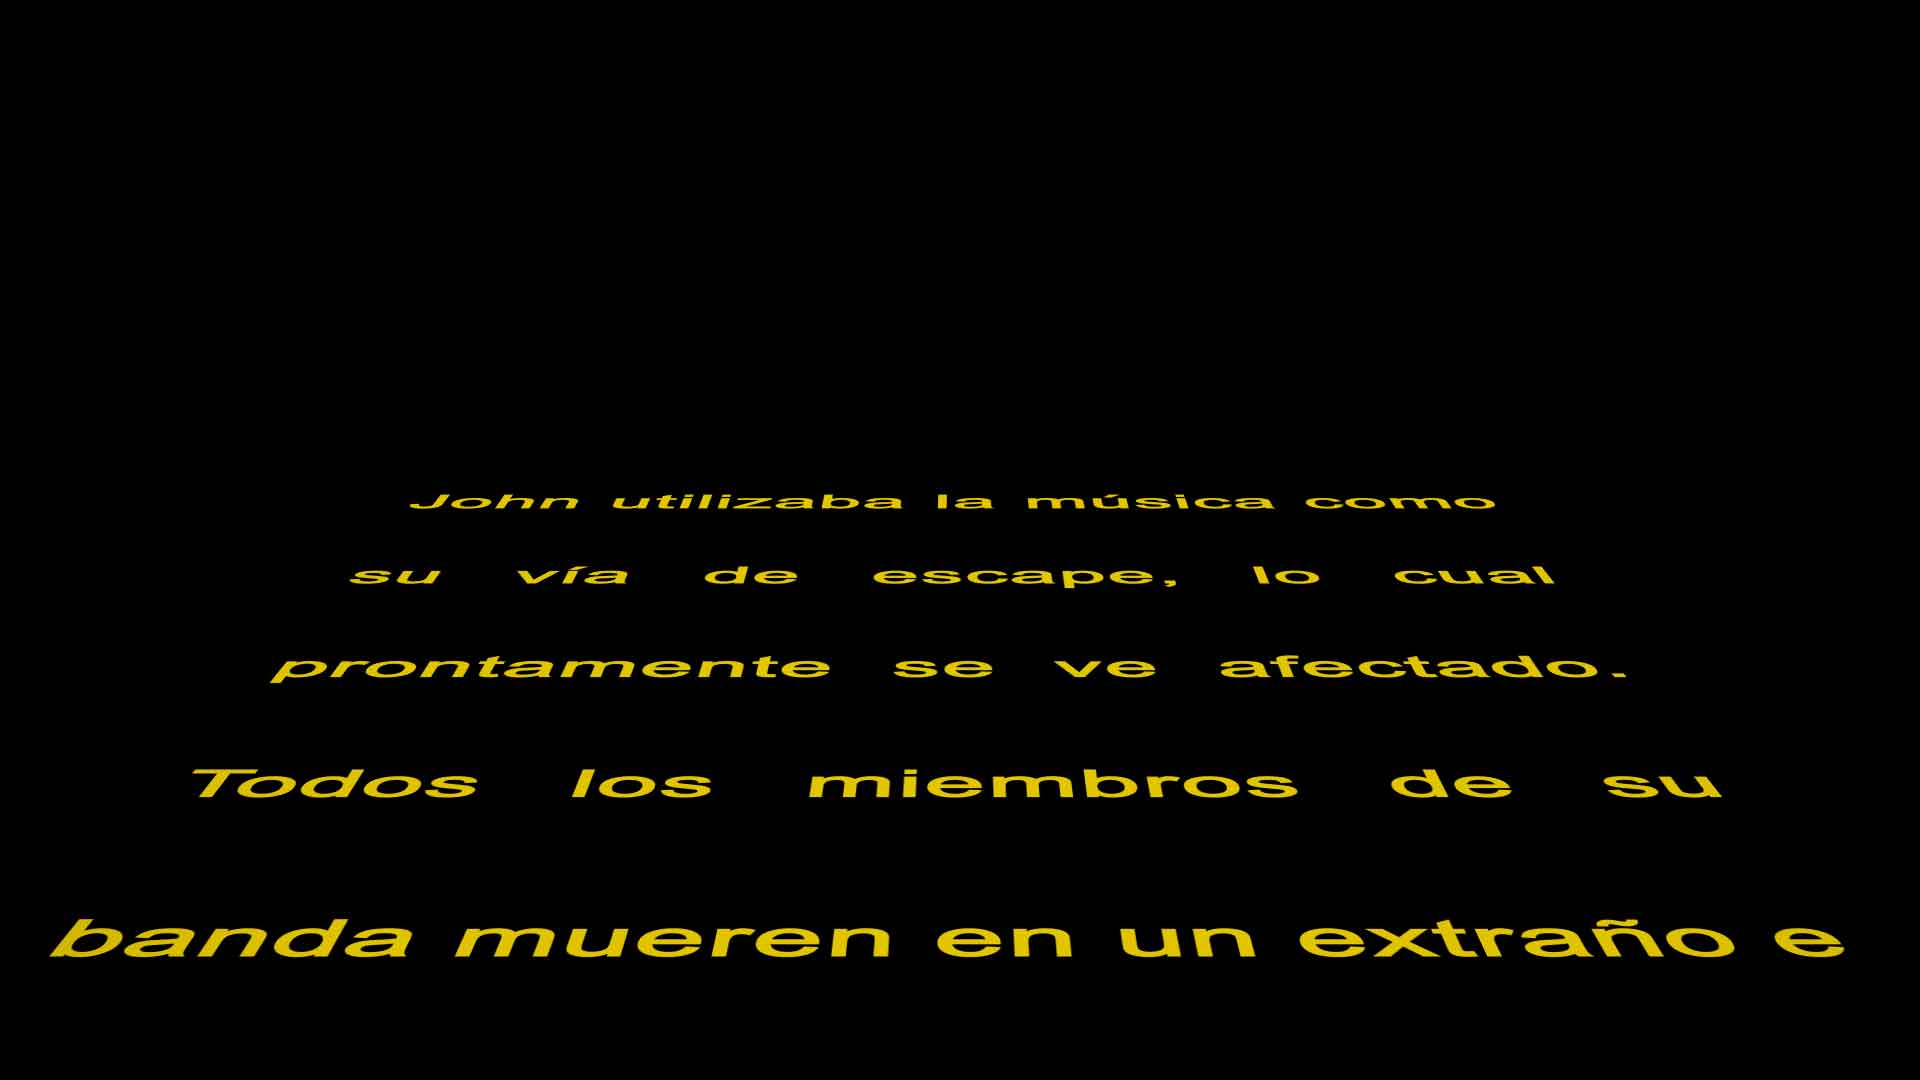 John utilizaba la música como
su vía de escape, lo cual
prontamente se ve afectado.
Todos los miembros de su
banda mueren en un extraño e